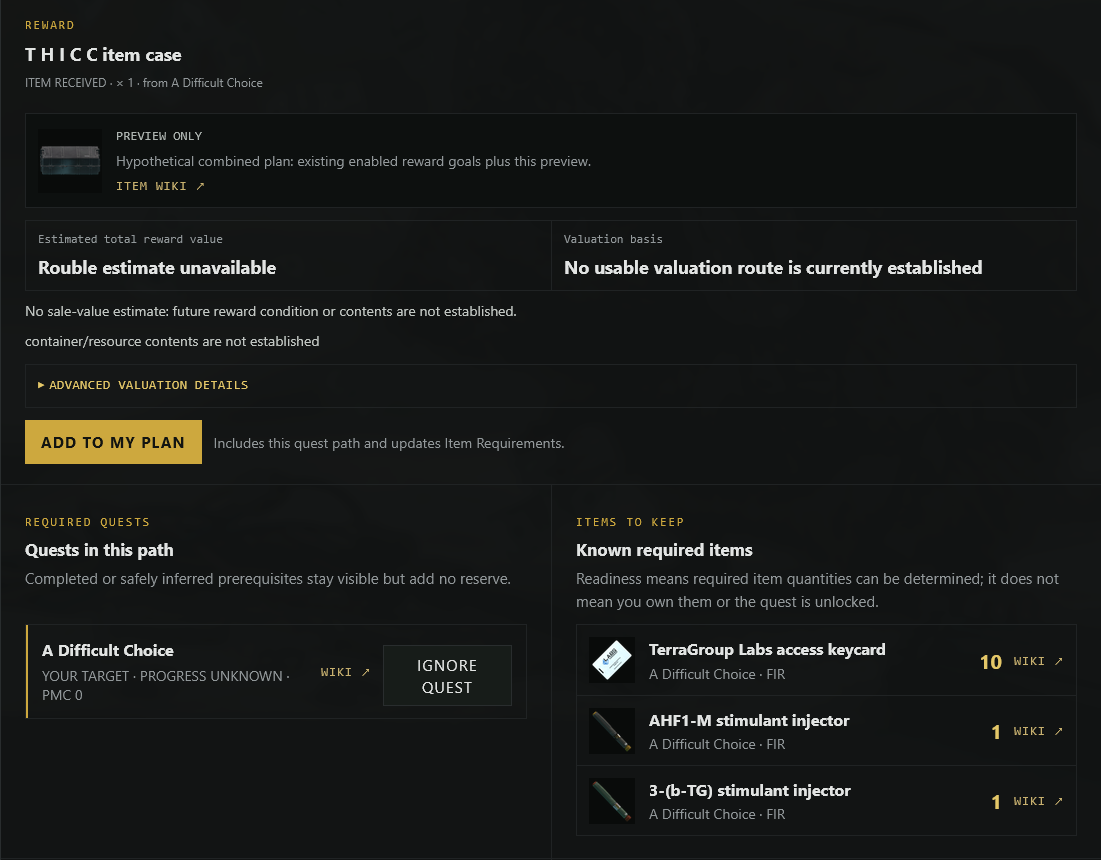 REWARD
T H I C C item case
ITEM RECEIVED · × 1 · from A Difficult Choice
PREVIEW ONLY
Hypothetical combined plan: existing enabled reward goals plus this preview.
ITEM WIKI ↗
Estimated total reward value
Rouble estimate unavailable
Valuation basis
No usable valuation route is currently established
No sale-value estimate: future reward condition or contents are not established.
container/resource contents are not established
▸ ADVANCED VALUATION DETAILS
ADD TO MY PLAN
Includes this quest path and updates Item Requirements.
REQUIRED QUESTS
Quests in this path
Completed or safely inferred prerequisites stay visible but add no reserve.
A Difficult Choice
YOUR TARGET · PROGRESS UNKNOWN ·
PMC 0
WIKI ↗
IGNORE
QUEST
ITEMS TO KEEP
Known required items
Readiness means required item quantities can be determined; it does not
mean you own them or the quest is unlocked.
TerraGroup Labs access keycard
A Difficult Choice · FIR
10 WIKI ↗
AHF1-M stimulant injector
A Difficult Choice · FIR
1 WIKI ↗
3-(b-TG) stimulant injector
A Difficult Choice · FIR
1 WIKI ↗